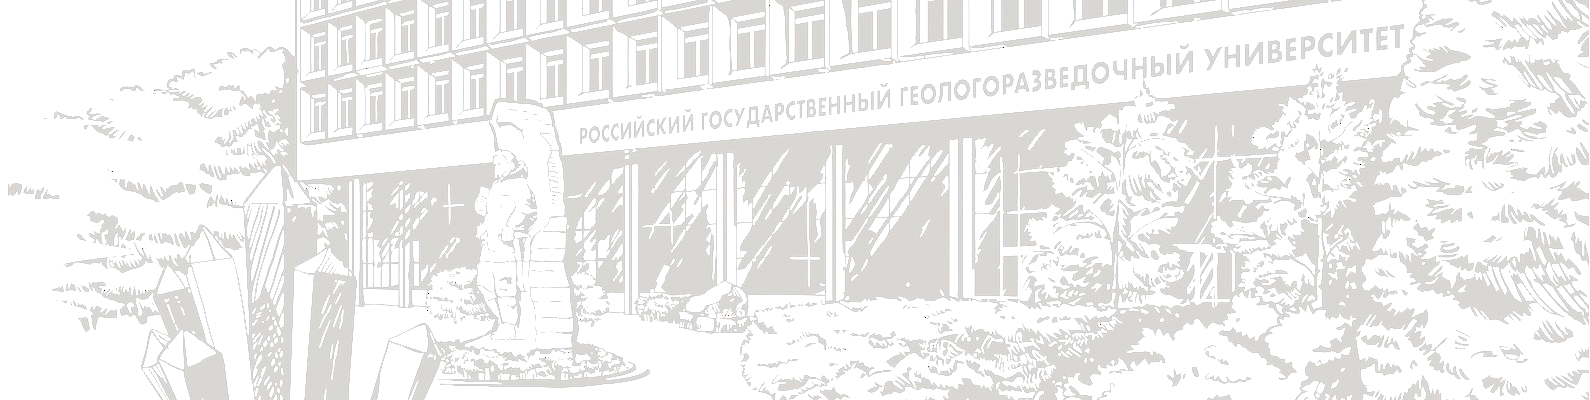 РОССИЙСКИЙ ГОСУДАРСТВЕННЫЙ ГЕОЛОГОРАЗВЕДОЧНЫЙ УНИВЕРСИТЕТ